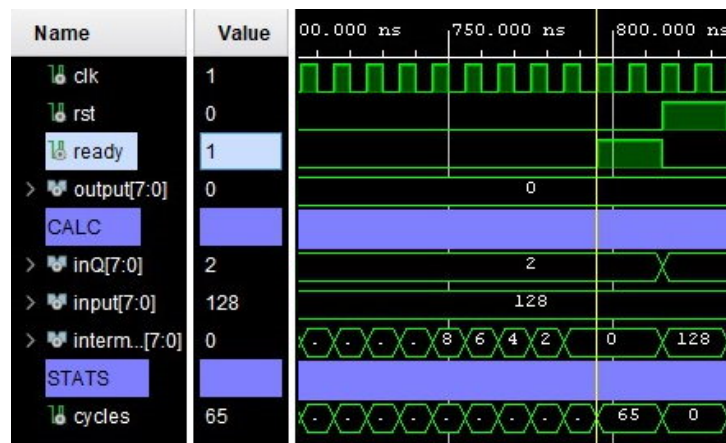 Name Value 00.000 ns 750.000 ns 800.000 ns
clk 1
rst 0
ready 1
output[7:0] 0 0
CALC
inQ[7:0] 2 2
input[7:0] 128 128
interm...[7:0] 0 . . . . 8 6 4 2 0 128
STATS
cycles 65 . . . . . . . . . 65 0